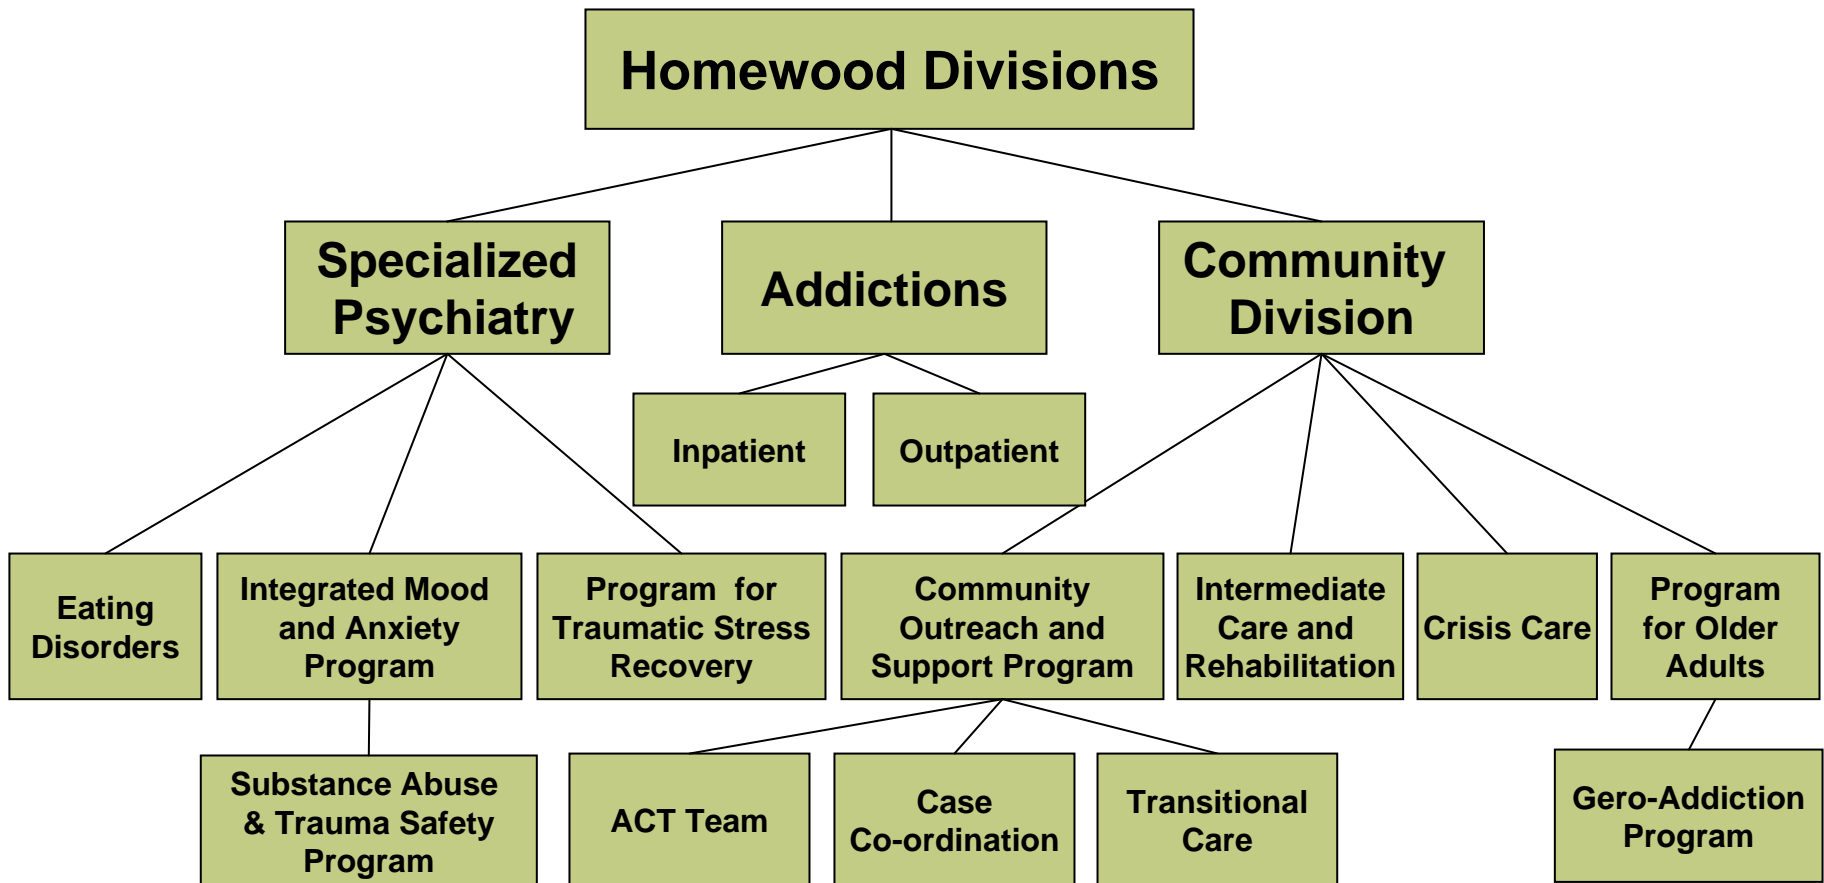 Homewood Divisions
Specialized
Psychiatry
Addictions
Community
Division
Inpatient
Outpatient
Eating
Disorders
Integrated Mood
and Anxiety
Program
Program for
Traumatic Stress
Recovery
Community
Outreach and
Support Program
Intermediate
Care and
Rehabilitation
Crisis Care
Program
for Older
Adults
Substance Abuse
& Trauma Safety
Program
ACT Team
Case
Co-ordination
Transitional
Care
Gero-Addiction
Program